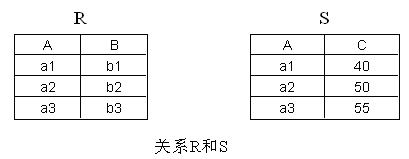 R S
A B A C
a1 b1 a1 40
a2 b2 a2 50
a3 b3 a3 55
关系R和S